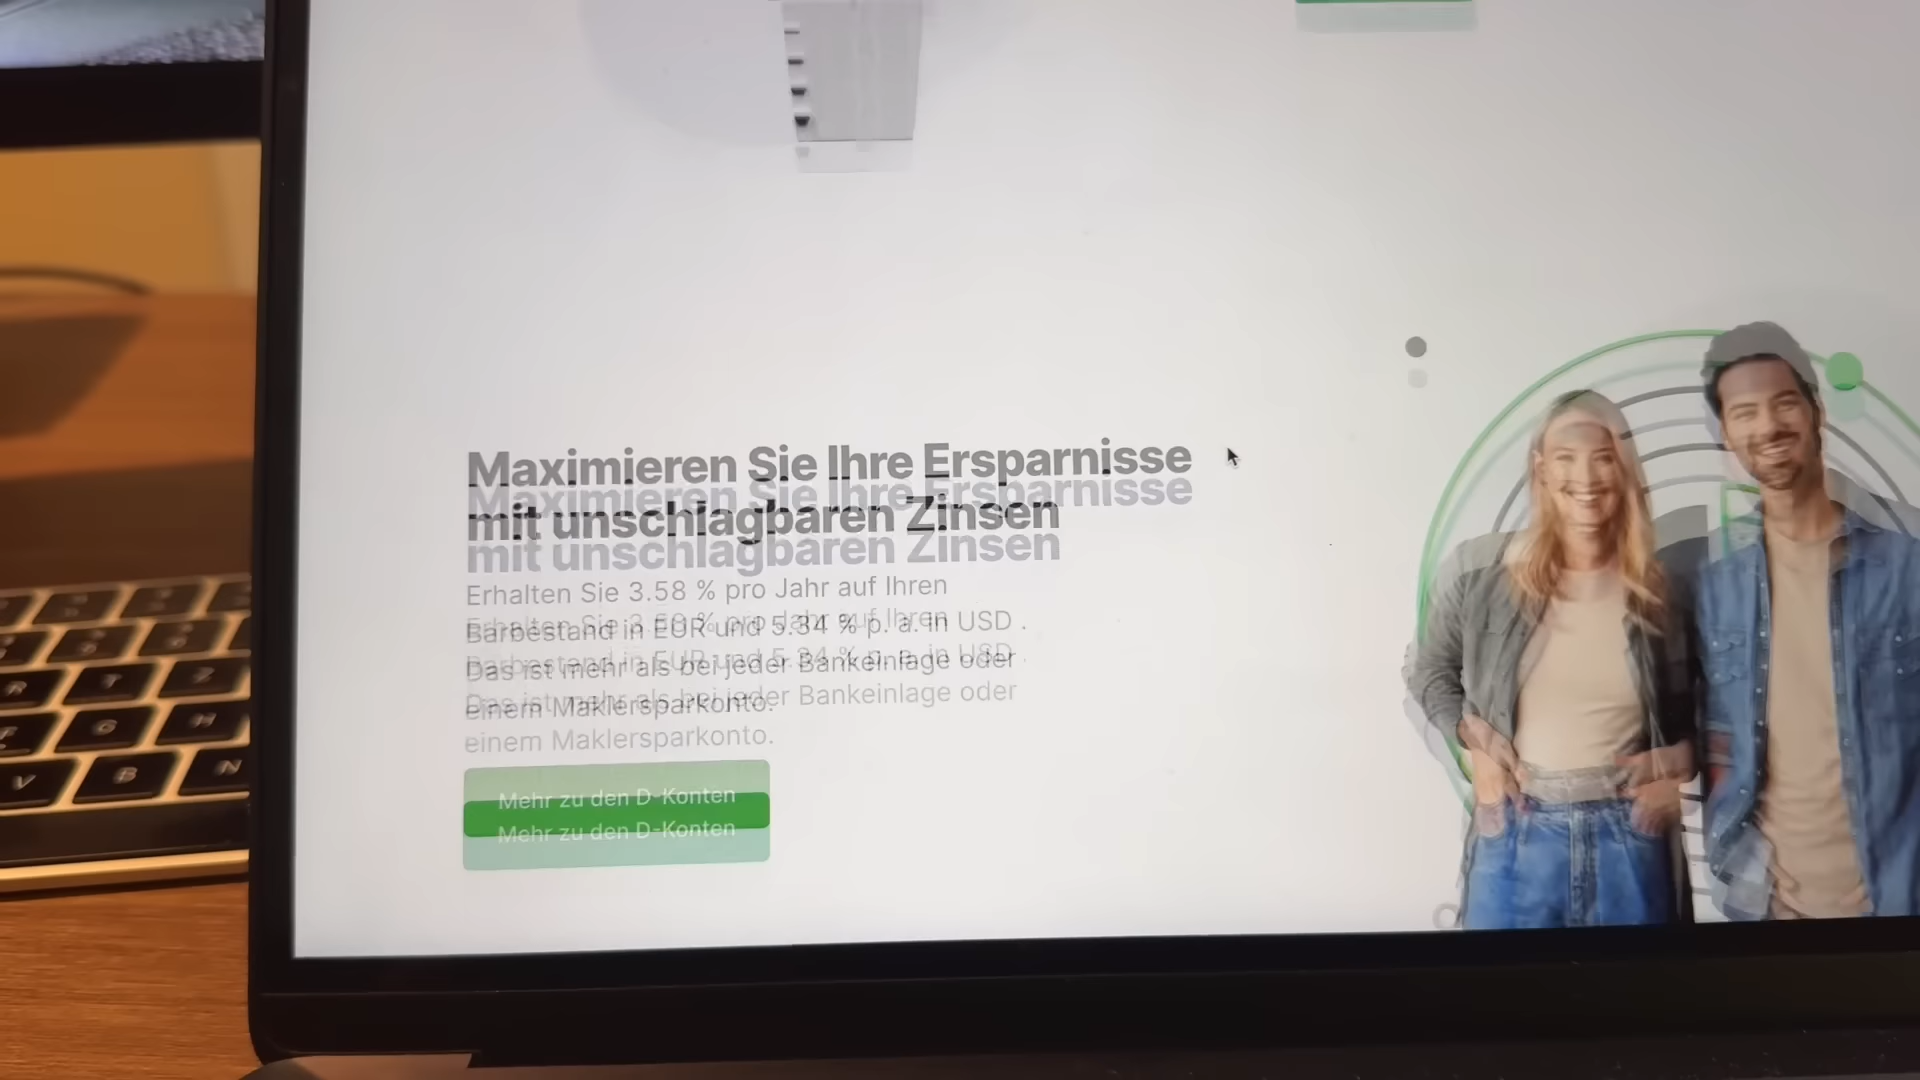 Maximieren Sie Ihre Ersparnisse
mit unschlagbaren Zinsen
Erhalten Sie 3.58 % pro Jahr auf Ihren
Barbestand in EUR und 5.34 % p. a. in USD .
Das ist mehr als bei jeder Bankeinlage oder
einem Maklersparkonto.
Mehr zu den D-Konten
R
T
Z
F
G
H
V
B
N